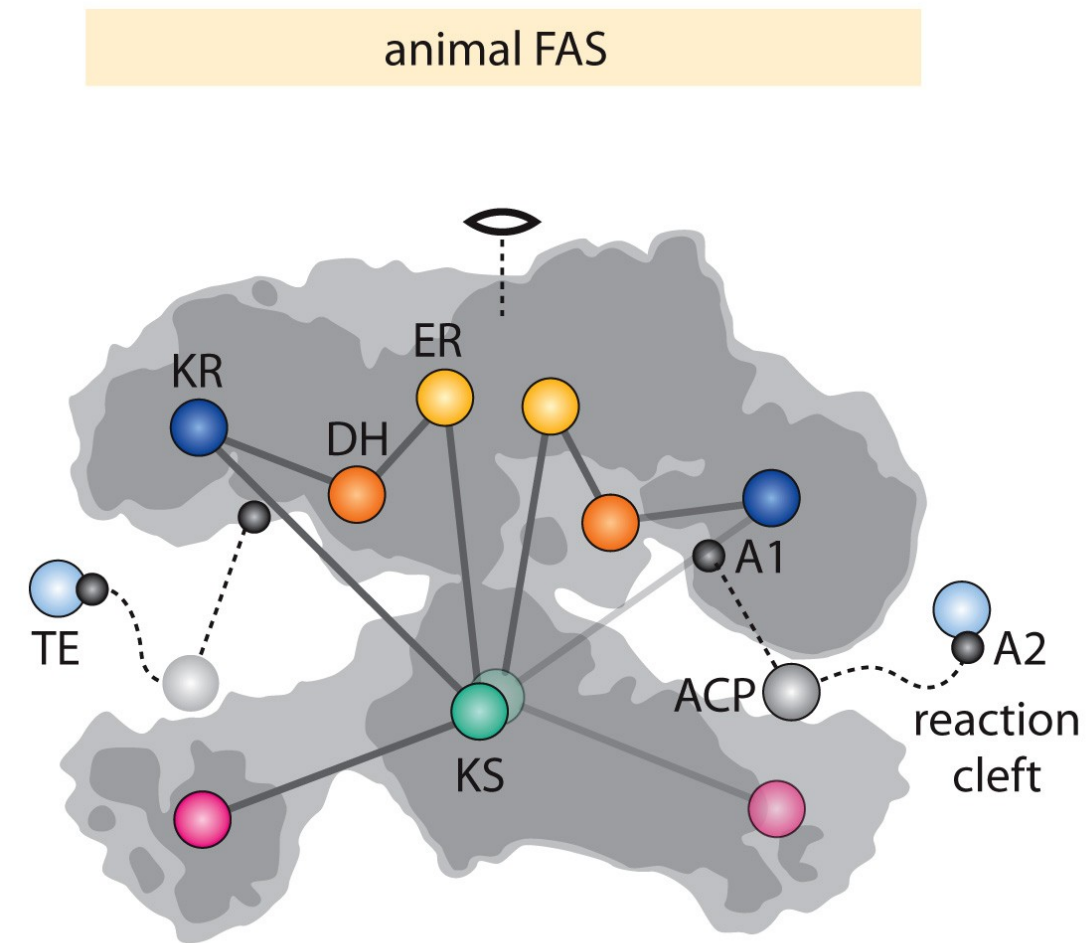 animal FAS
ER
KR
DH
A1
TE
A2
ACP
reaction
cleft
KS